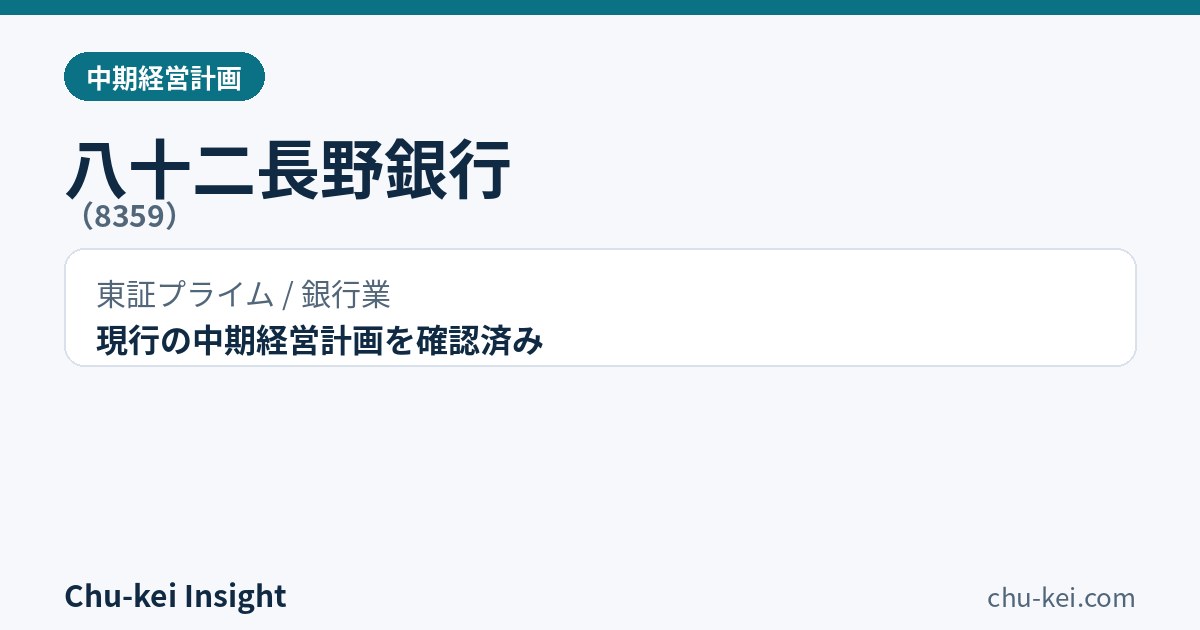 中期経営計画
八十二長野銀行
（8359）
東証プライム / 銀行業
現行の中期経営計画を確認済み
Chu-kei Insight
chu-kei.com